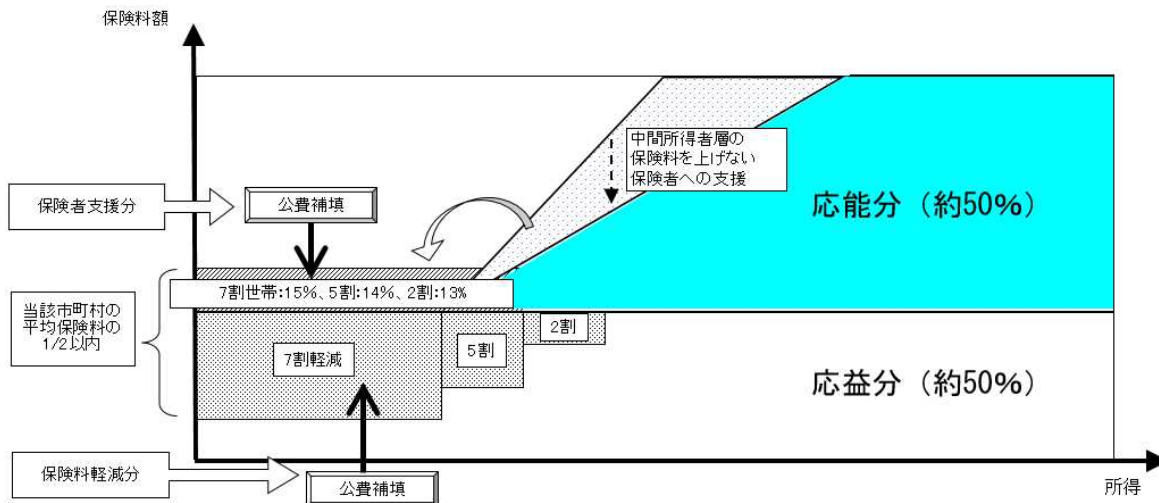 保険料額
中間所得者層の
保険料を上げない
保険者への支援
保険者支援分
公費補填
応能分（約50%）
7割世帯:15%、5割:14%、2割:13%
当該市町村の
平均保険料の
1/2以内
2割
5割
7割軽減
応益分（約50%）
保険料軽減分
公費補填
所得